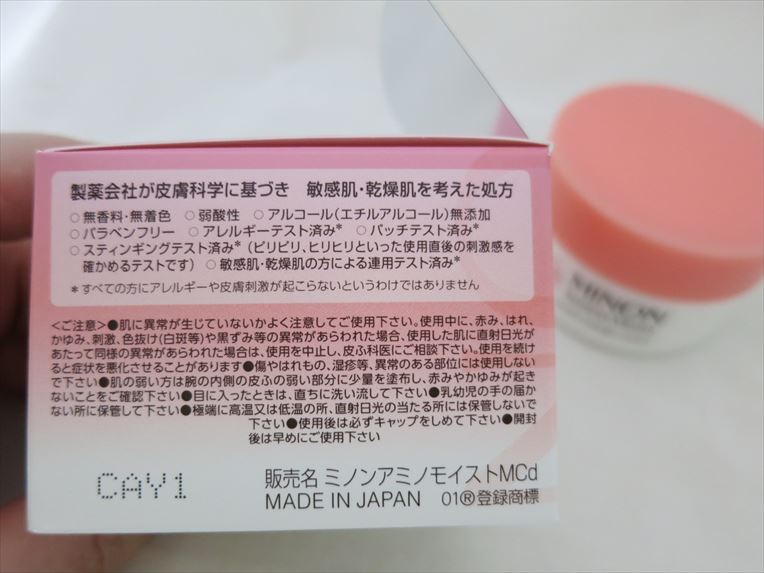 製薬会社が皮膚科学に基づき 敏感肌・乾燥肌を考えた処方
○無香料・無着色 ○弱酸性 ○アルコール(エチルアルコール)無添加
○パラベンフリー ○アレルギーテスト済み* ○パッチテスト済み*
○スティンギングテスト済み*(ピリピリ、ヒリヒリといった使用直後の刺激感を
確かめるテストです) ○敏感肌・乾燥肌の方による連用テスト済み*
*すべての方にアレルギーや皮膚刺激が起こらないというわけではありません
<ご注意>●肌に異常が生じていないかよく注意してご使用下さい。使用中に、赤み、はれ、
かゆみ、刺激、色抜け(白斑等)や黒ずみ等の異常があらわれた場合、使用した肌に直射日光が
あたって同様の異常があらわれた場合は、使用を中止し、皮ふ科医にご相談下さい。使用を続け
ると症状を悪化させることがあります●傷やはれもの、湿疹等、異常のある部位には使用しない
で下さい●肌の弱い方は腕の内側の皮ふの弱い部分に少量を塗布し、赤みやかゆみが起き
ないことをご確認下さい●目に入ったときは、直ちに洗い流して下さい●乳幼児の手の届か
ない所に保管して下さい●極端に高温又は低温の所、直射日光の当たる所には保管しないで
下さい●使用後は必ずキャップをしめて下さい●開封
後は早めにご使用下さい
CAY1
販売名 ミノンアミノモイストMCd
MADE IN JAPAN 01®登録商標
MINON